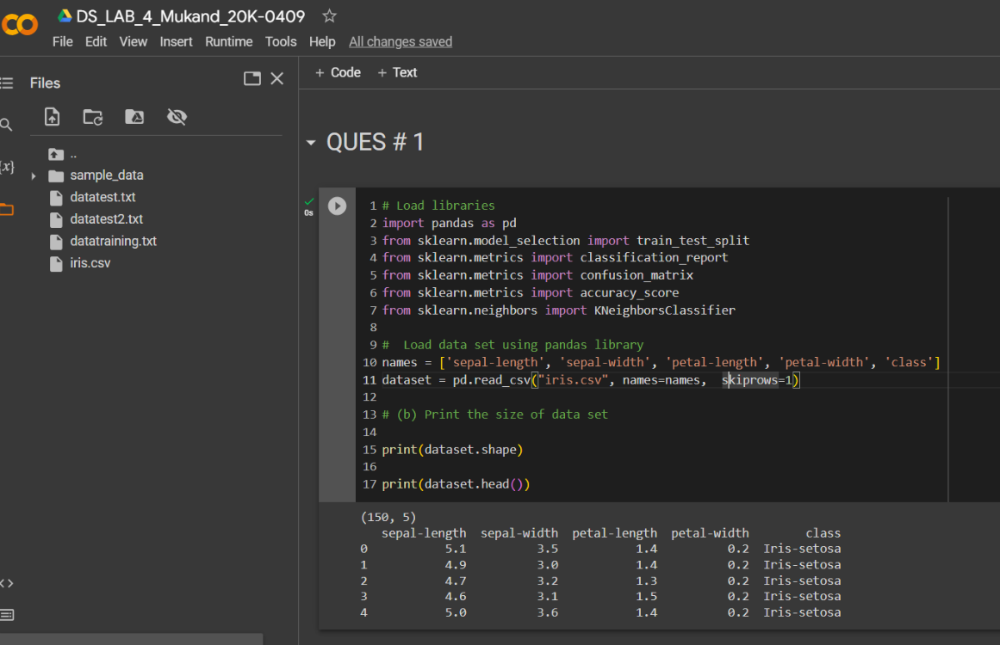 DS_LAB_4_Mukand_20K-0409
File Edit View Insert Runtime Tools Help All changes saved
Files
..
sample_data
datatest.txt
datatest2.txt
datatraining.txt
iris.csv
{x}
+ Code + Text
QUES # 1
0s
1 # Load libraries
2 import pandas as pd
3 from sklearn.model_selection import train_test_split
4 from sklearn.metrics import classification_report
5 from sklearn.metrics import confusion_matrix
6 from sklearn.metrics import accuracy_score
7 from sklearn.neighbors import KNeighborsClassifier
8
9 #  Load data set using pandas library
10 names = ['sepal-length', 'sepal-width', 'petal-length', 'petal-width', 'class']
11 dataset = pd.read_csv("iris.csv", names=names,  skiprows=1)
12
13 # (b) Print the size of data set
14
15 print(dataset.shape)
16
17 print(dataset.head())
(150, 5)
sepal-length sepal-width petal-length petal-width class
0 5.1 3.5 1.4 0.2 Iris-setosa
1 4.9 3.0 1.4 0.2 Iris-setosa
2 4.7 3.2 1.3 0.2 Iris-setosa
3 4.6 3.1 1.5 0.2 Iris-setosa
4 5.0 3.6 1.4 0.2 Iris-setosa